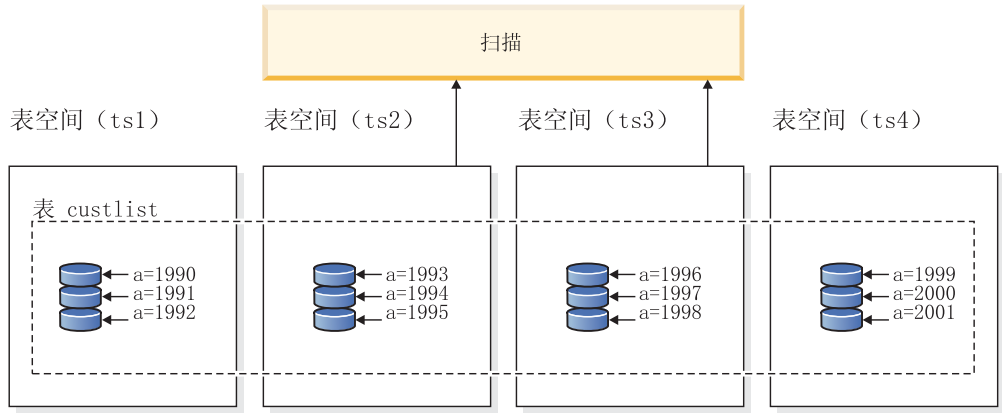 扫描
表空间（ts1）
表空间（ts2）
表空间（ts3）
表空间（ts4）
表 custlist
a=1990
a=1991
a=1992
a=1993
a=1994
a=1995
a=1996
a=1997
a=1998
a=1999
a=2000
a=2001